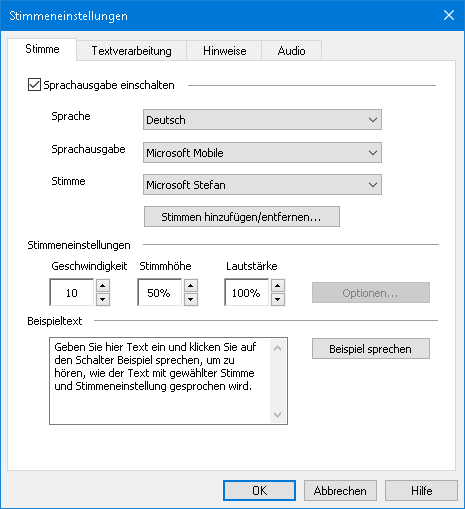 Stimmeneinstellungen
Stimme Textverarbeitung Hinweise Audio
Sprachausgabe einschalten
Sprache Deutsch
Sprachausgabe Microsoft Mobile
Stimme Microsoft Stefan
Stimmen hinzufügen/entfernen...
Stimmeneinstellungen
Geschwindigkeit Stimmhöhe Lautstärke
10 50% 100% Optionen...
Beispieltext
Geben Sie hier Text ein und klicken Sie auf
den Schalter Beispiel sprechen, um zu
hören, wie der Text mit gewählter Stimme
und Stimmeneinstellung gesprochen wird.
Beispiel sprechen
OK Abbrechen Hilfe